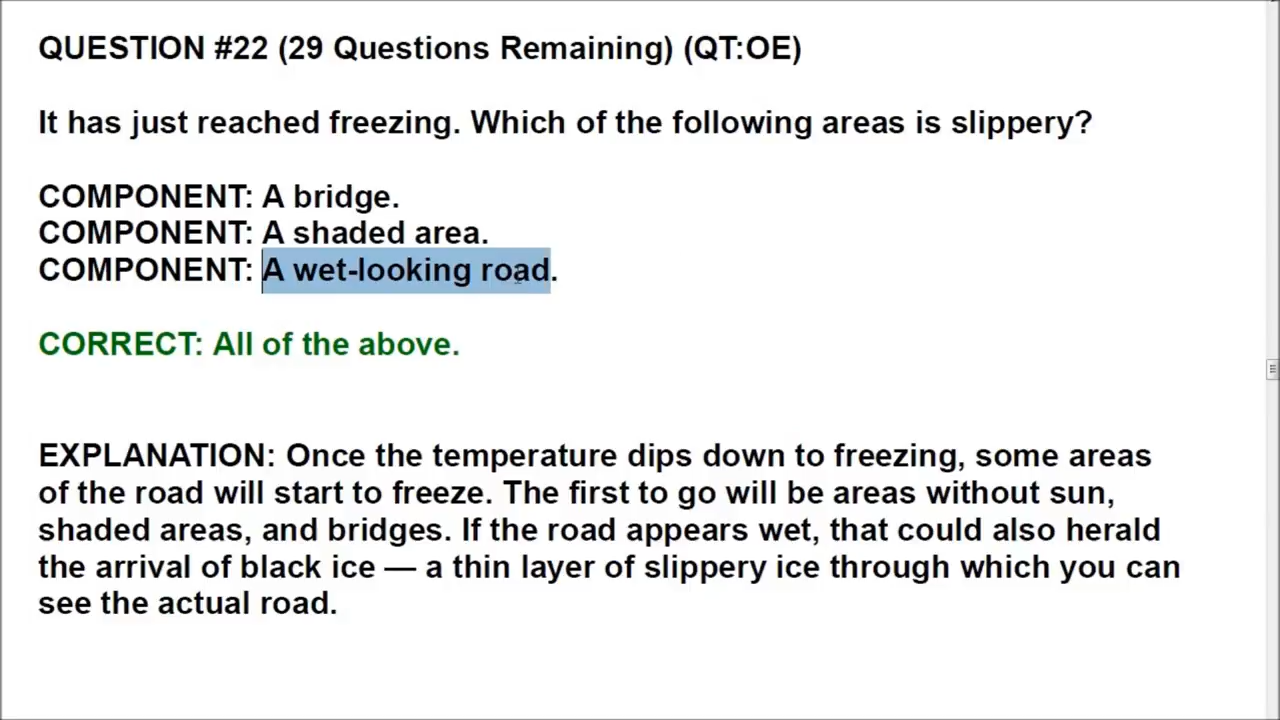 QUESTION #22 (29 Questions Remaining) (QT:OE)
It has just reached freezing. Which of the following areas is slippery?
COMPONENT: A bridge.
COMPONENT: A shaded area.
COMPONENT: A wet-looking road.
CORRECT: All of the above.
EXPLANATION: Once the temperature dips down to freezing, some areas
of the road will start to freeze. The first to go will be areas without sun,
shaded areas, and bridges. If the road appears wet, that could also herald
the arrival of black ice — a thin layer of slippery ice through which you can
see the actual road.